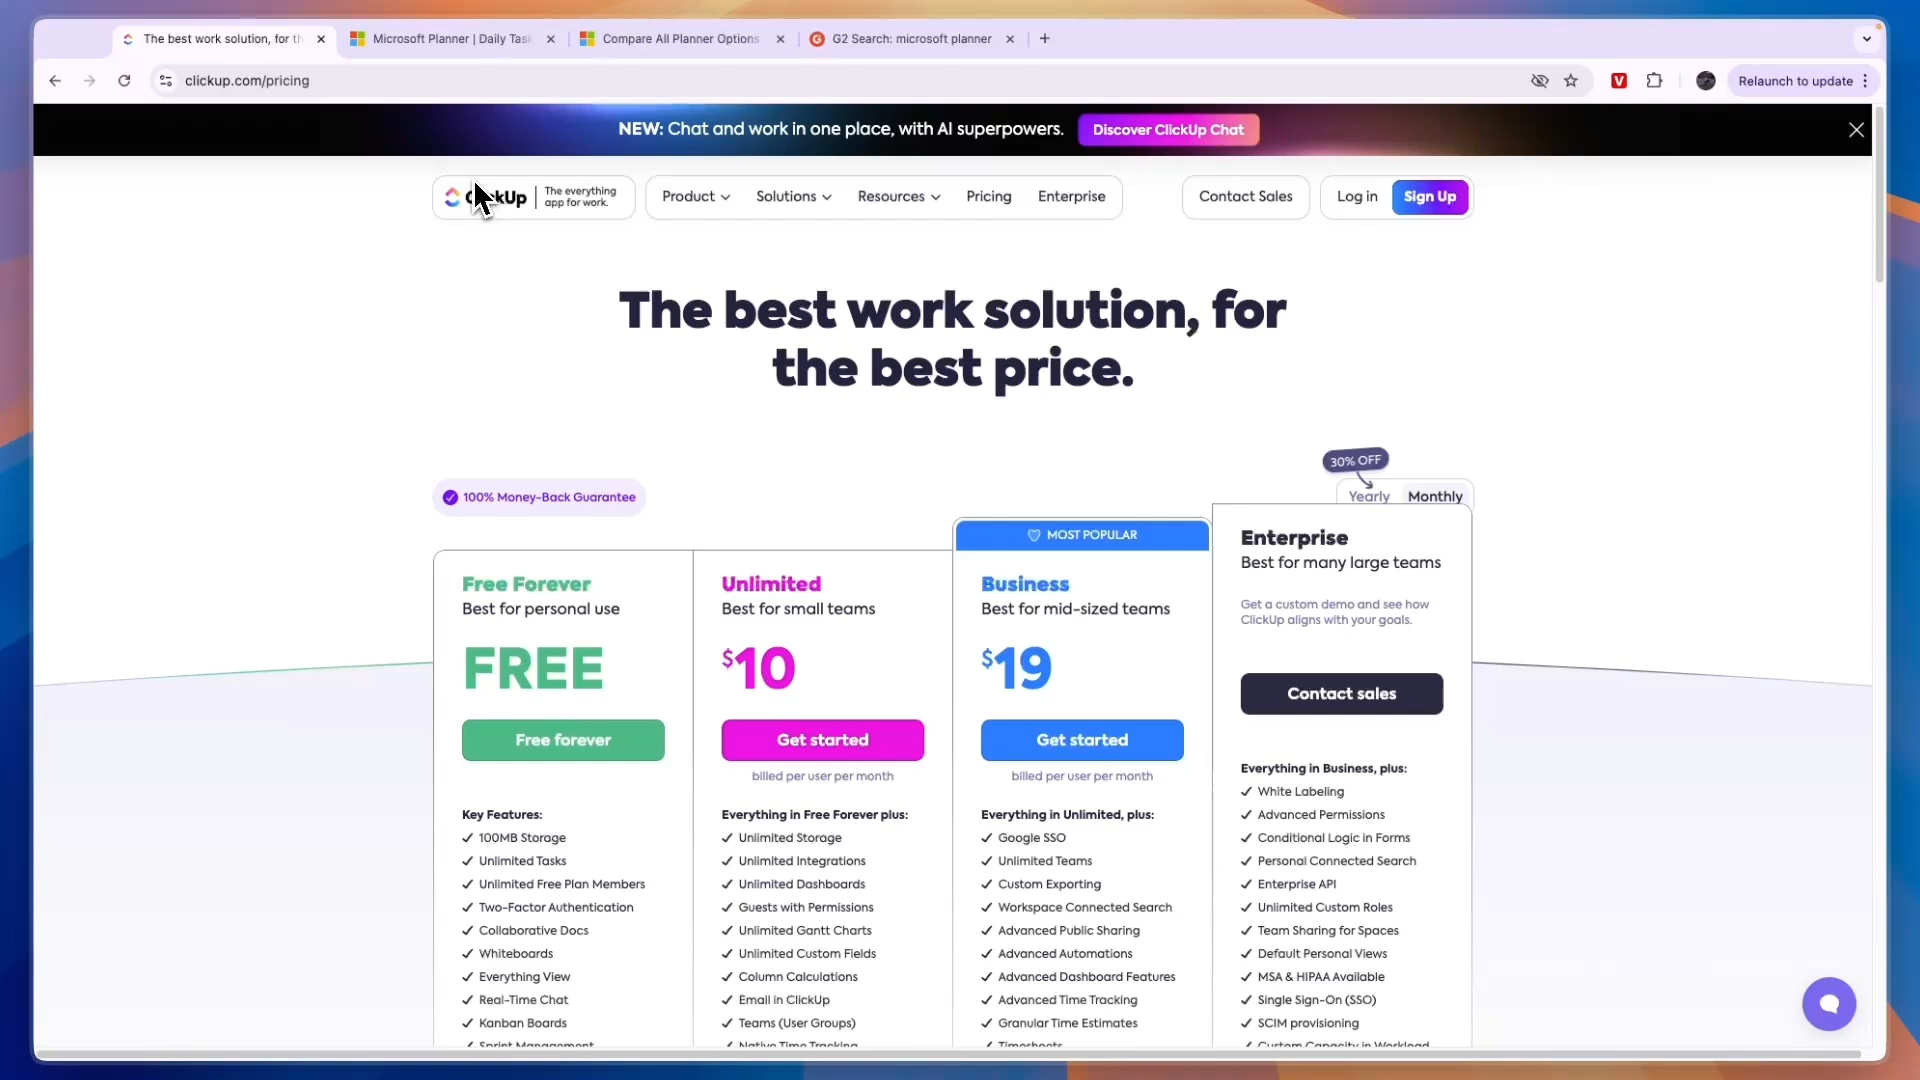 The best work solution, for th
Microsoft Planner | Daily Task
Compare All Planner Options
G2 Search: microsoft planner
clickup.com/pricing
Relaunch to update
NEW: Chat and work in one place, with AI superpowers.
Discover ClickUp Chat
ClickUp
The everything
app for work.
Product
Solutions
Resources
Pricing
Enterprise
Contact Sales
Log in
Sign Up
The best work solution, for
the best price.
100% Money-Back Guarantee
30% OFF
Yearly
Monthly
Free Forever
Best for personal use
FREE
Free forever
Key Features:
100MB Storage
Unlimited Tasks
Unlimited Free Plan Members
Two-Factor Authentication
Collaborative Docs
Whiteboards
Everything View
Real-Time Chat
Kanban Boards
Sprint Management
Unlimited
Best for small teams
$10
Get started
billed per user per month
Everything in Free Forever plus:
Unlimited Storage
Unlimited Integrations
Unlimited Dashboards
Guests with Permissions
Unlimited Gantt Charts
Unlimited Custom Fields
Column Calculations
Email in ClickUp
Teams (User Groups)
Native Time Tracking
MOST POPULAR
Business
Best for mid-sized teams
$19
Get started
billed per user per month
Everything in Unlimited, plus:
Google SSO
Unlimited Teams
Custom Exporting
Workspace Connected Search
Advanced Public Sharing
Advanced Automations
Advanced Dashboard Features
Advanced Time Tracking
Granular Time Estimates
Timesheets
Enterprise
Best for many large teams
Get a custom demo and see how
ClickUp aligns with your goals.
Contact sales
Everything in Business, plus:
White Labeling
Advanced Permissions
Conditional Logic in Forms
Personal Connected Search
Enterprise API
Unlimited Custom Roles
Team Sharing for Spaces
Default Personal Views
MSA & HIPAA Available
Single Sign-On (SSO)
SCIM provisioning
Custom Capacity in Workload